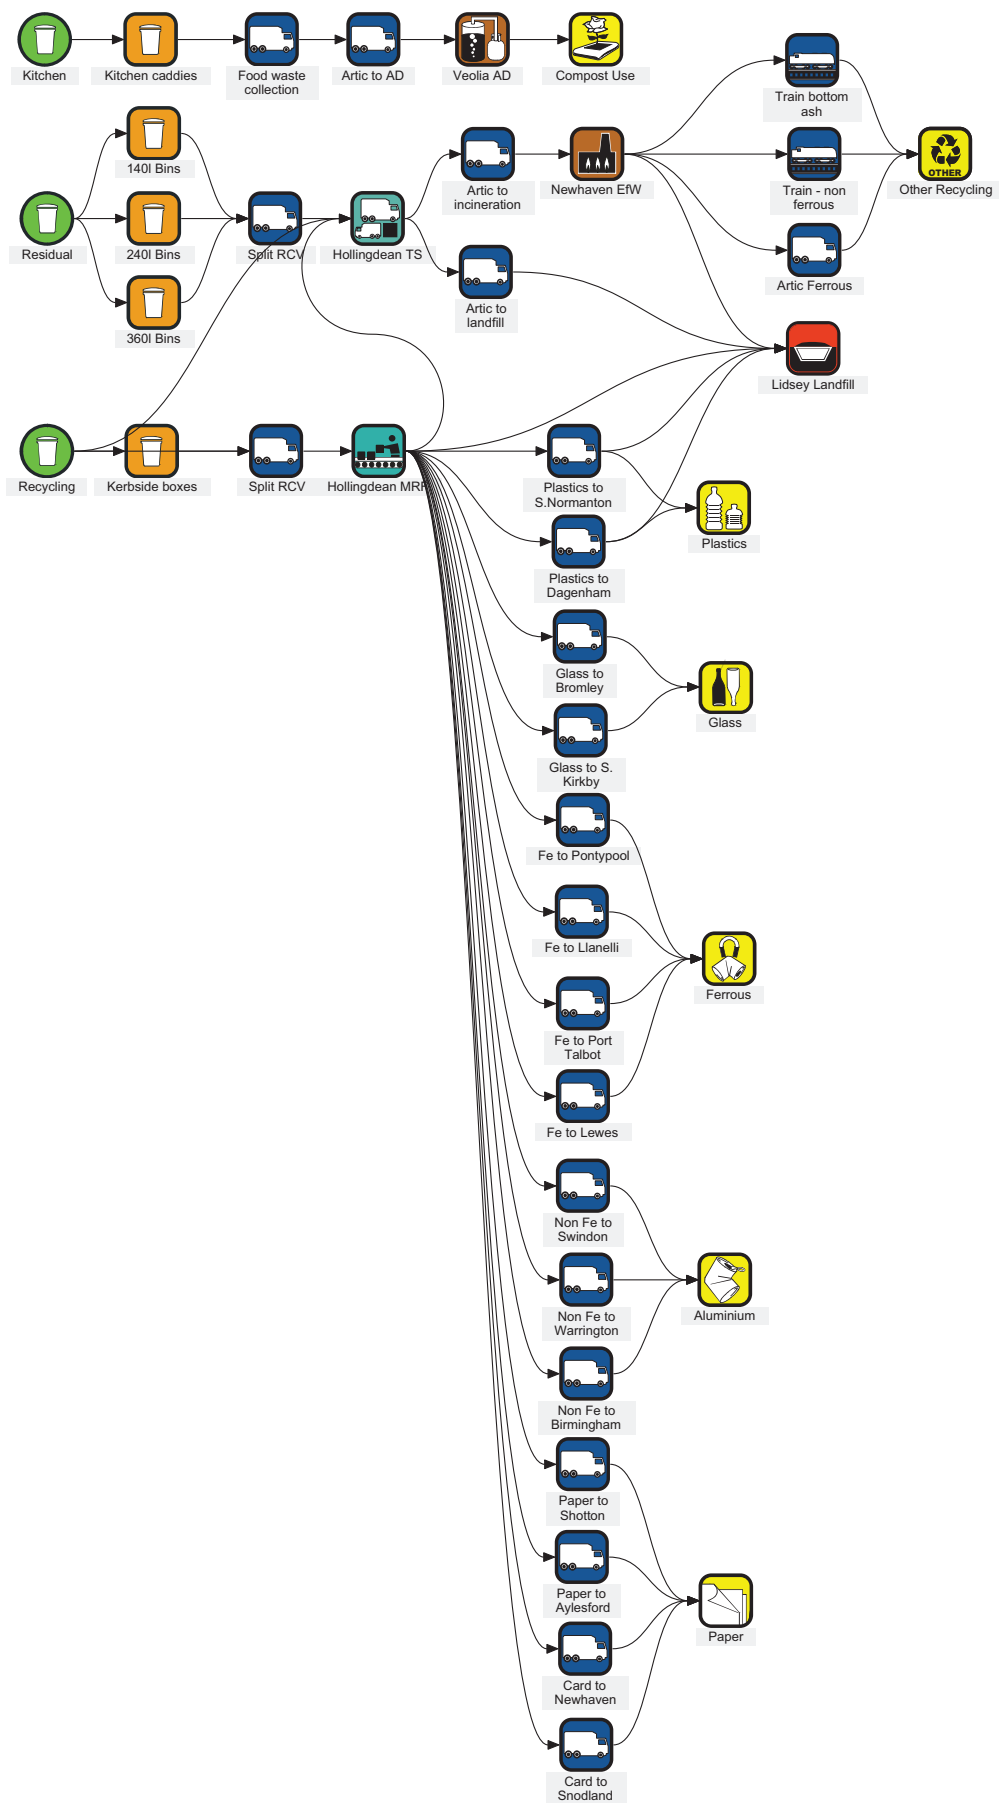 Kitchen
Kitchen caddies
Food waste
collection
Artic to AD
Veolia AD
Compost Use
Train bottom
ash
140l Bins
Artic to
incineration
Newhaven EfW
Train - non
ferrous
OTHER
Other Recycling
Residual
240l Bins
Split RCV
Hollingdean TS
Artic to
landfill
Artic Ferrous
360l Bins
Lidsey Landfill
Recycling
Kerbside boxes
Split RCV
Hollingdean MRF
Plastics to
S.Normanton
Plastics
Plastics to
Dagenham
Glass to
Bromley
Glass
Glass to S.
Kirkby
Fe to Pontypool
Fe to Llanelli
Ferrous
Fe to Port
Talbot
Fe to Lewes
Non Fe to
Swindon
Non Fe to
Warrington
Aluminium
Non Fe to
Birmingham
Paper to
Shotton
Paper to
Aylesford
Paper
Card to
Newhaven
Card to
Snodland